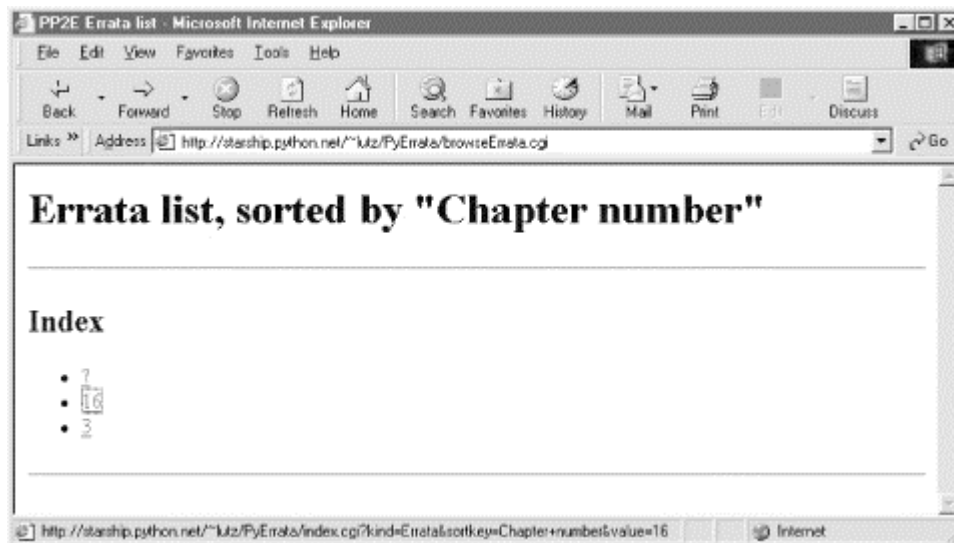 PP2E Errata list - Microsoft Internet Explorer
File Edit View Favorites Tools Help
Back Forward Stop Refresh Home Search Favorites History Mail Print Edit Discuss
Links » Address http://starship.python.net/~lutz/PyErrata/browseErrata.cgi Go
Errata list, sorted by "Chapter number"
Index
• ?
• 16
• 3
http://starship.python.net/~lutz/PyErrata/index.cgi?kind=Errata&sortkey=Chapter+number&value=16 Internet